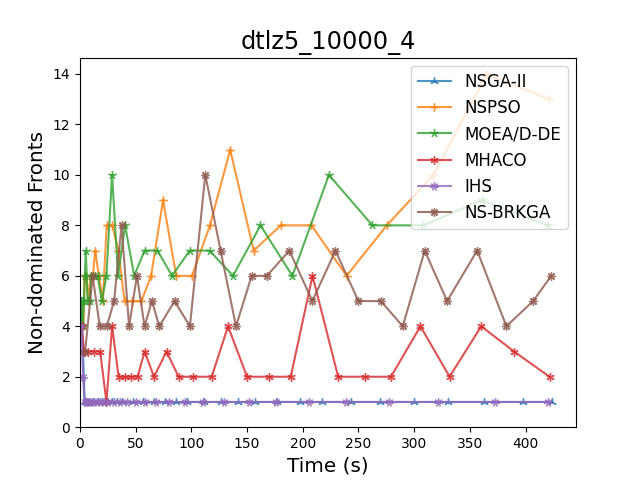 dtlz5_10000_4
Non-dominated Fronts
14
12
10
8
6
4
2
0
NSGA-II
NSPSO
MOEA/D-DE
MHACO
IHS
NS-BRKGA
0 50 100 150 200 250 300 350 400
Time (s)